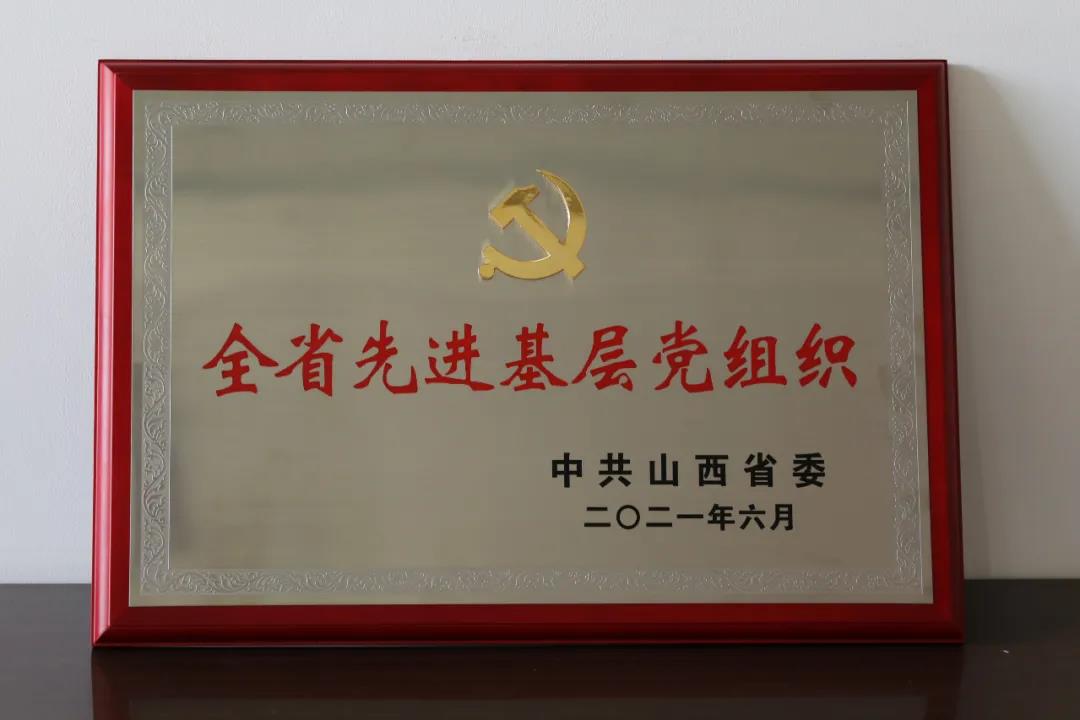 全省先进基层党组织
中共山西省委
二〇二一年六月